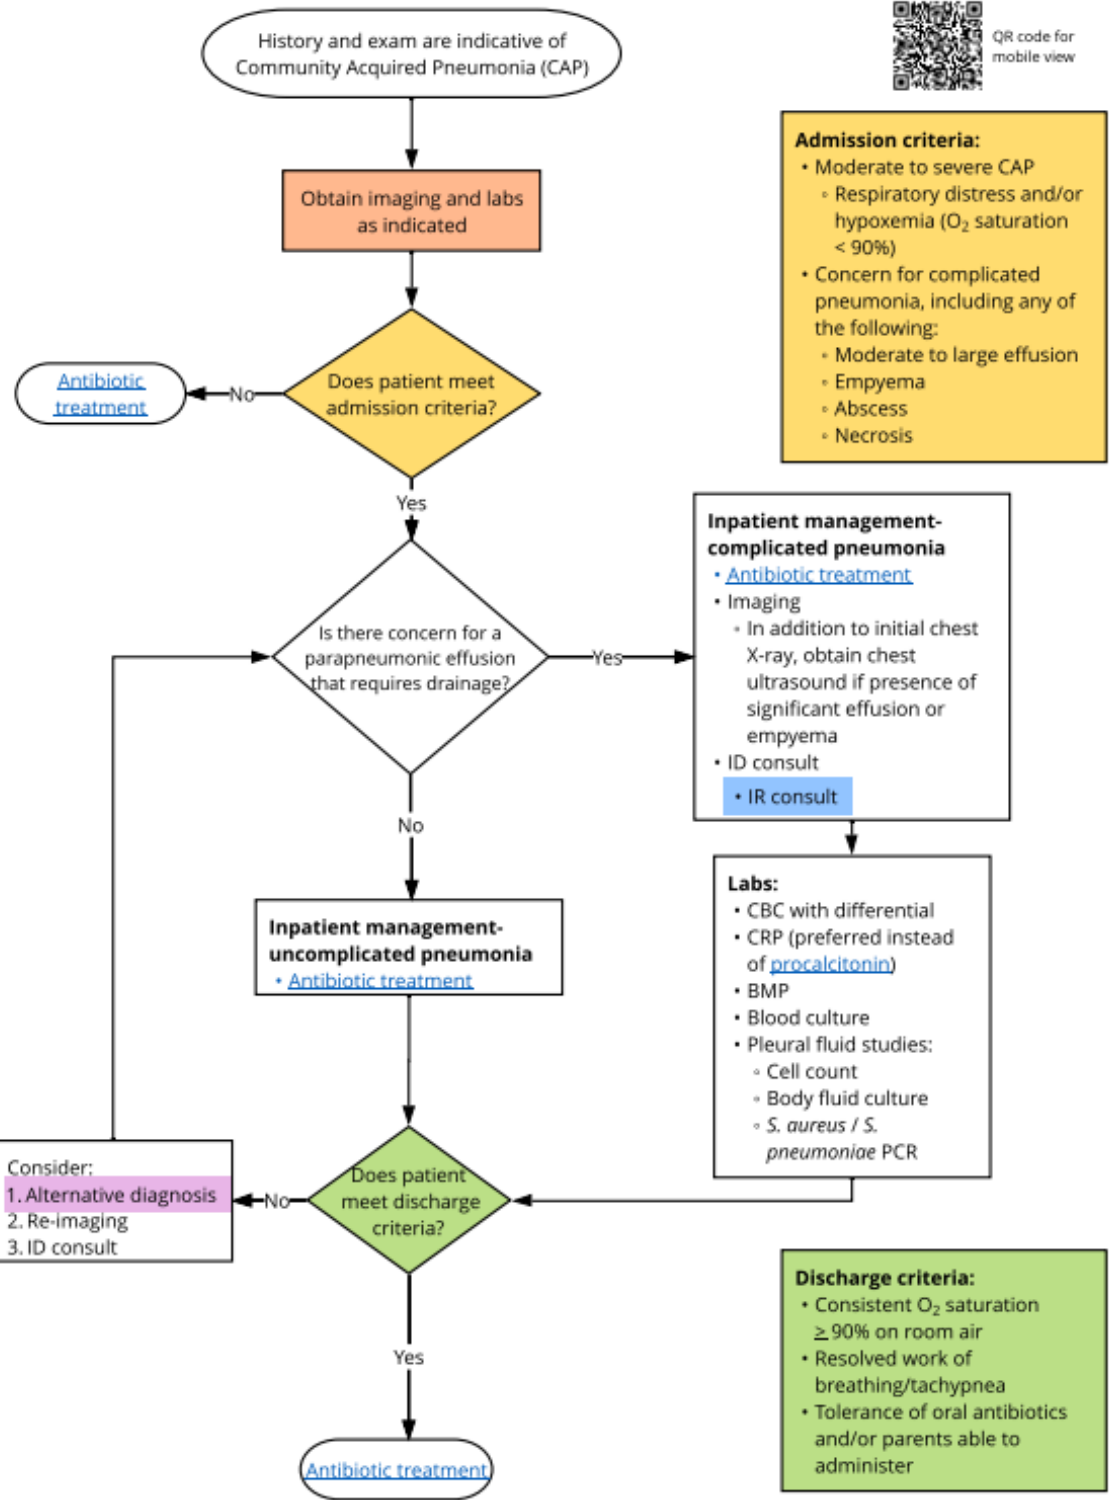 History and exam are indicative of
Community Acquired Pneumonia (CAP)
QR code for
mobile view
Obtain imaging and labs
as indicated
Admission criteria:
• Moderate to severe CAP
◦ Respiratory distress and/or
hypoxemia (O₂ saturation
< 90%)
• Concern for complicated
pneumonia, including any of
the following:
◦ Moderate to large effusion
◦ Empyema
◦ Abscess
◦ Necrosis
Does patient meet
admission criteria?
No
Antibiotic
treatment
Yes
Is there concern for a
parapneumonic effusion
that requires drainage?
Yes
Inpatient management-
complicated pneumonia
• Antibiotic treatment
• Imaging
◦ In addition to initial chest
X-ray, obtain chest
ultrasound if presence of
significant effusion or
empyema
• ID consult
• IR consult
No
Inpatient management-
uncomplicated pneumonia
• Antibiotic treatment
Labs:
• CBC with differential
• CRP (preferred instead
of procalcitonin)
• BMP
• Blood culture
• Pleural fluid studies:
◦ Cell count
◦ Body fluid culture
◦ S. aureus / S.
pneumoniae PCR
Does patient
meet discharge
criteria?
No
Consider:
1. Alternative diagnosis
2. Re-imaging
3. ID consult
Yes
Antibiotic treatment
Discharge criteria:
• Consistent O₂ saturation
≥ 90% on room air
• Resolved work of
breathing/tachypnea
• Tolerance of oral antibiotics
and/or parents able to
administer